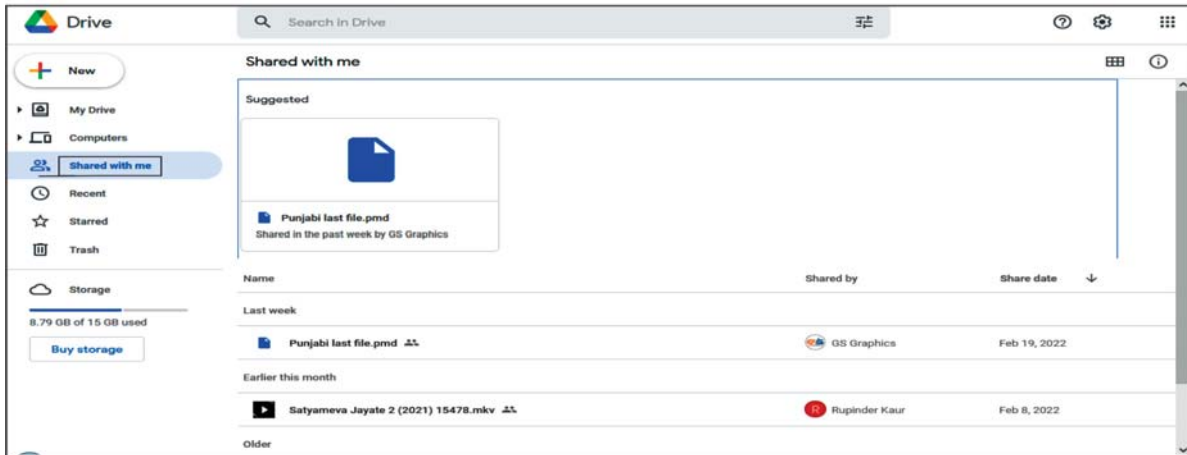 Drive
Search in Drive
New
My Drive
Computers
Shared with me
Recent
Starred
Trash
Storage
8.79 GB of 15 GB used
Buy storage
Shared with me
Suggested
Punjabi last file.pmd
Shared in the past week by GS Graphics
Name Shared by Share date
Last week
Punjabi last file.pmd GS Graphics Feb 19, 2022
Earlier this month
Satyameva Jayate 2 (2021) 15478.mkv R Rupinder Kaur Feb 8, 2022
Older